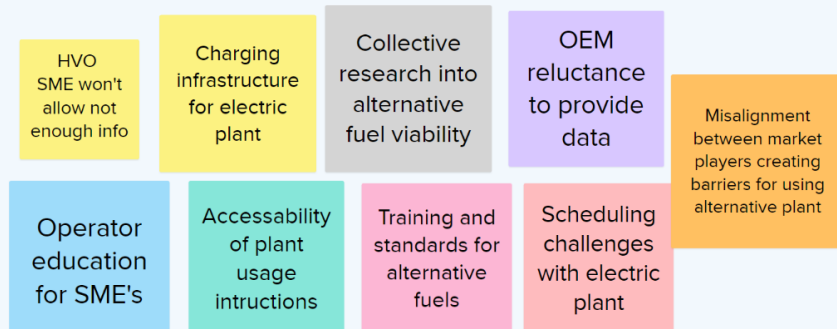 HVO
SME won't
allow not
enough info
Charging
infrastructure
for electric
plant
Collective
research into
alternative
fuel viability
OEM
reluctance
to provide
data
Misalignment
between market
players creating
barriers for using
alternative plant
Operator
education
for SME's
Accessability
of plant
usage
intructions
Training and
standards for
alternative
fuels
Scheduling
challenges
with electric
plant